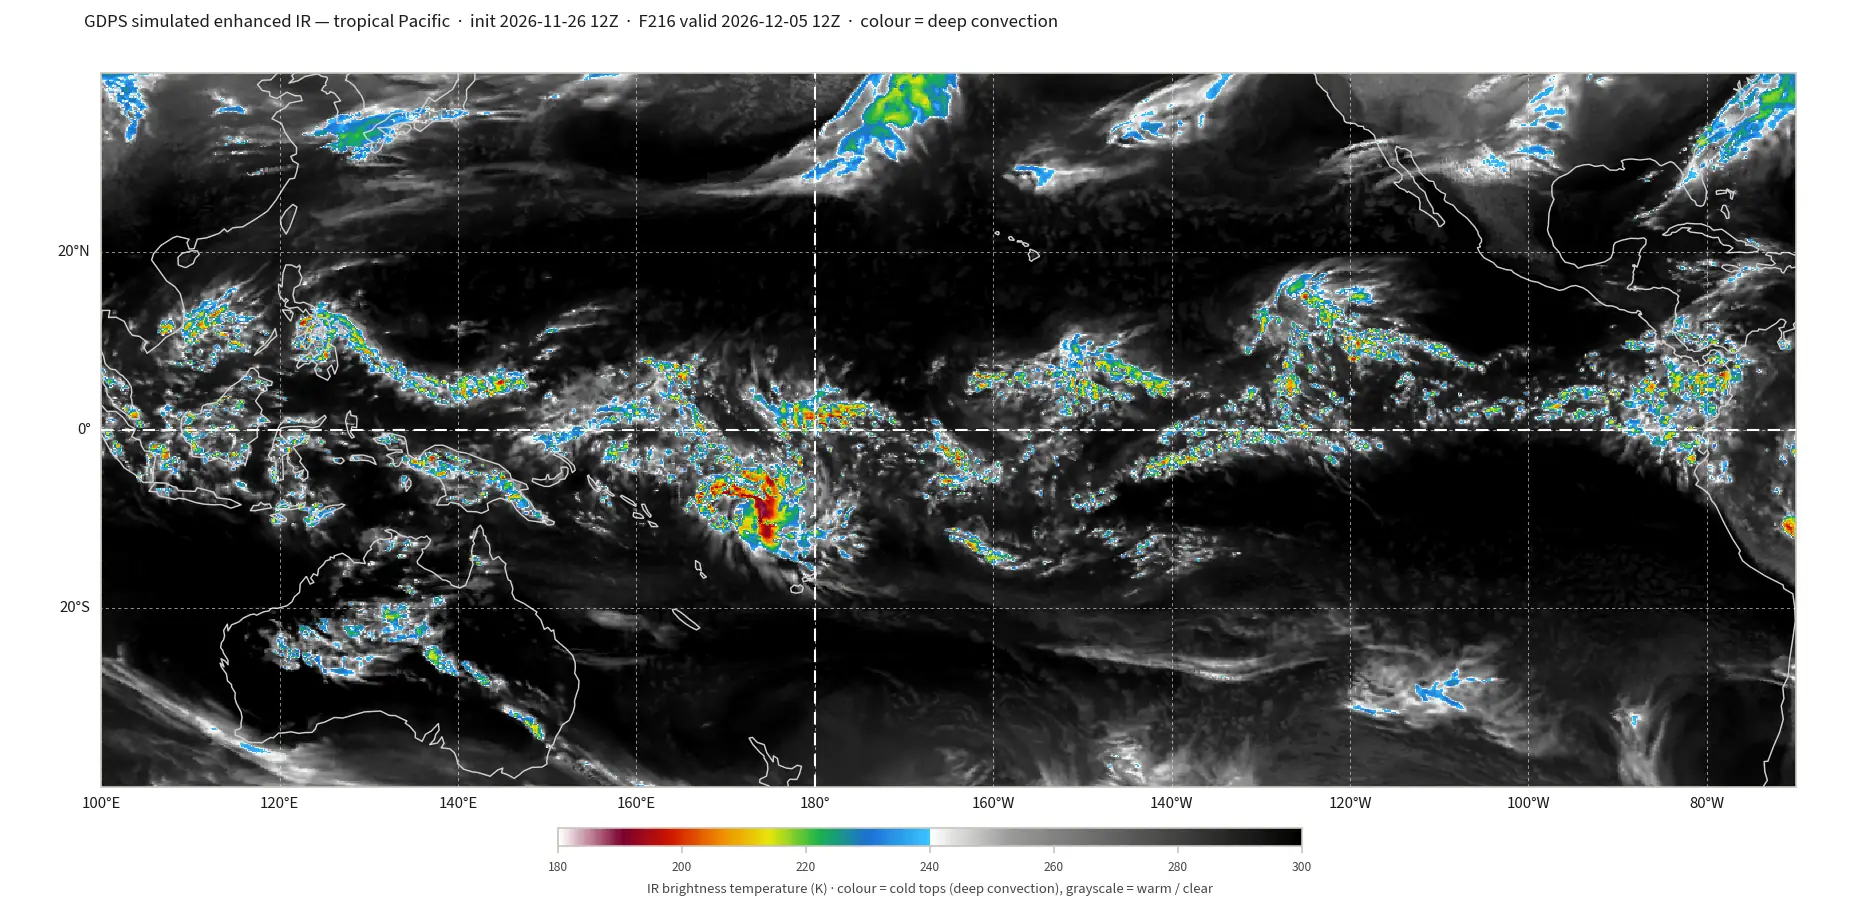 GDPS simulated enhanced IR — tropical Pacific · init 2026-11-26 12Z · F216 valid 2026-12-05 12Z · colour = deep convection
20°N
0°
20°S
100°E 120°E 140°E 160°E 180° 160°W 140°W 120°W 100°W 80°W
180 200 220 240 260 280 300
IR brightness temperature (K) · colour = cold tops (deep convection), grayscale = warm / clear